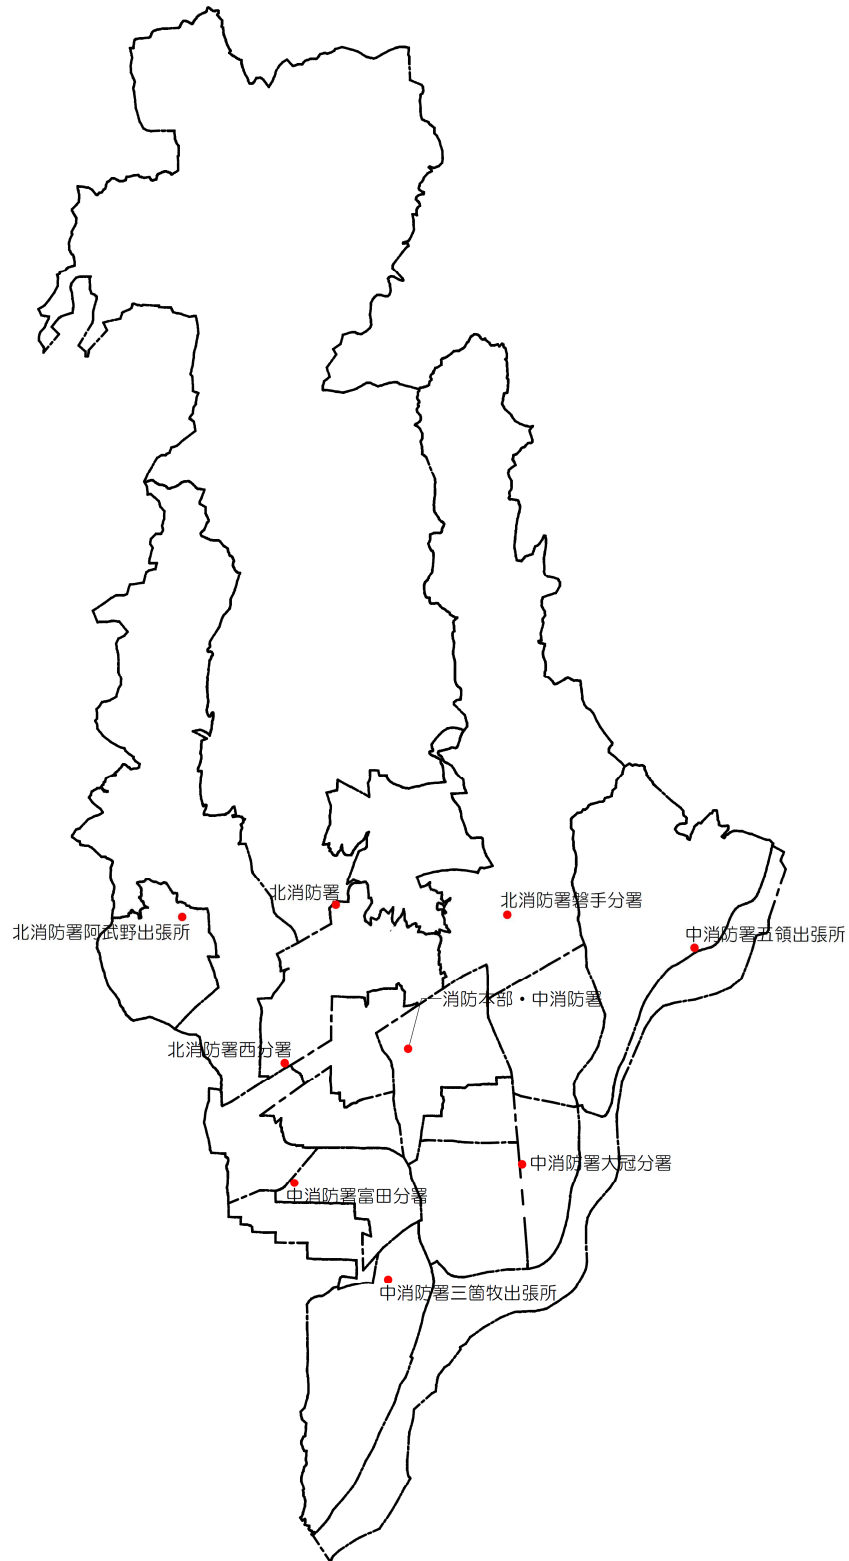 北消防署
北消防署磐手分署
北消防署阿武野出張所
中消防署五領出張所
消防本部・中消防署
北消防署西分署
中消防署大冠分署
中消防署富田分署
中消防署三箇牧出張所